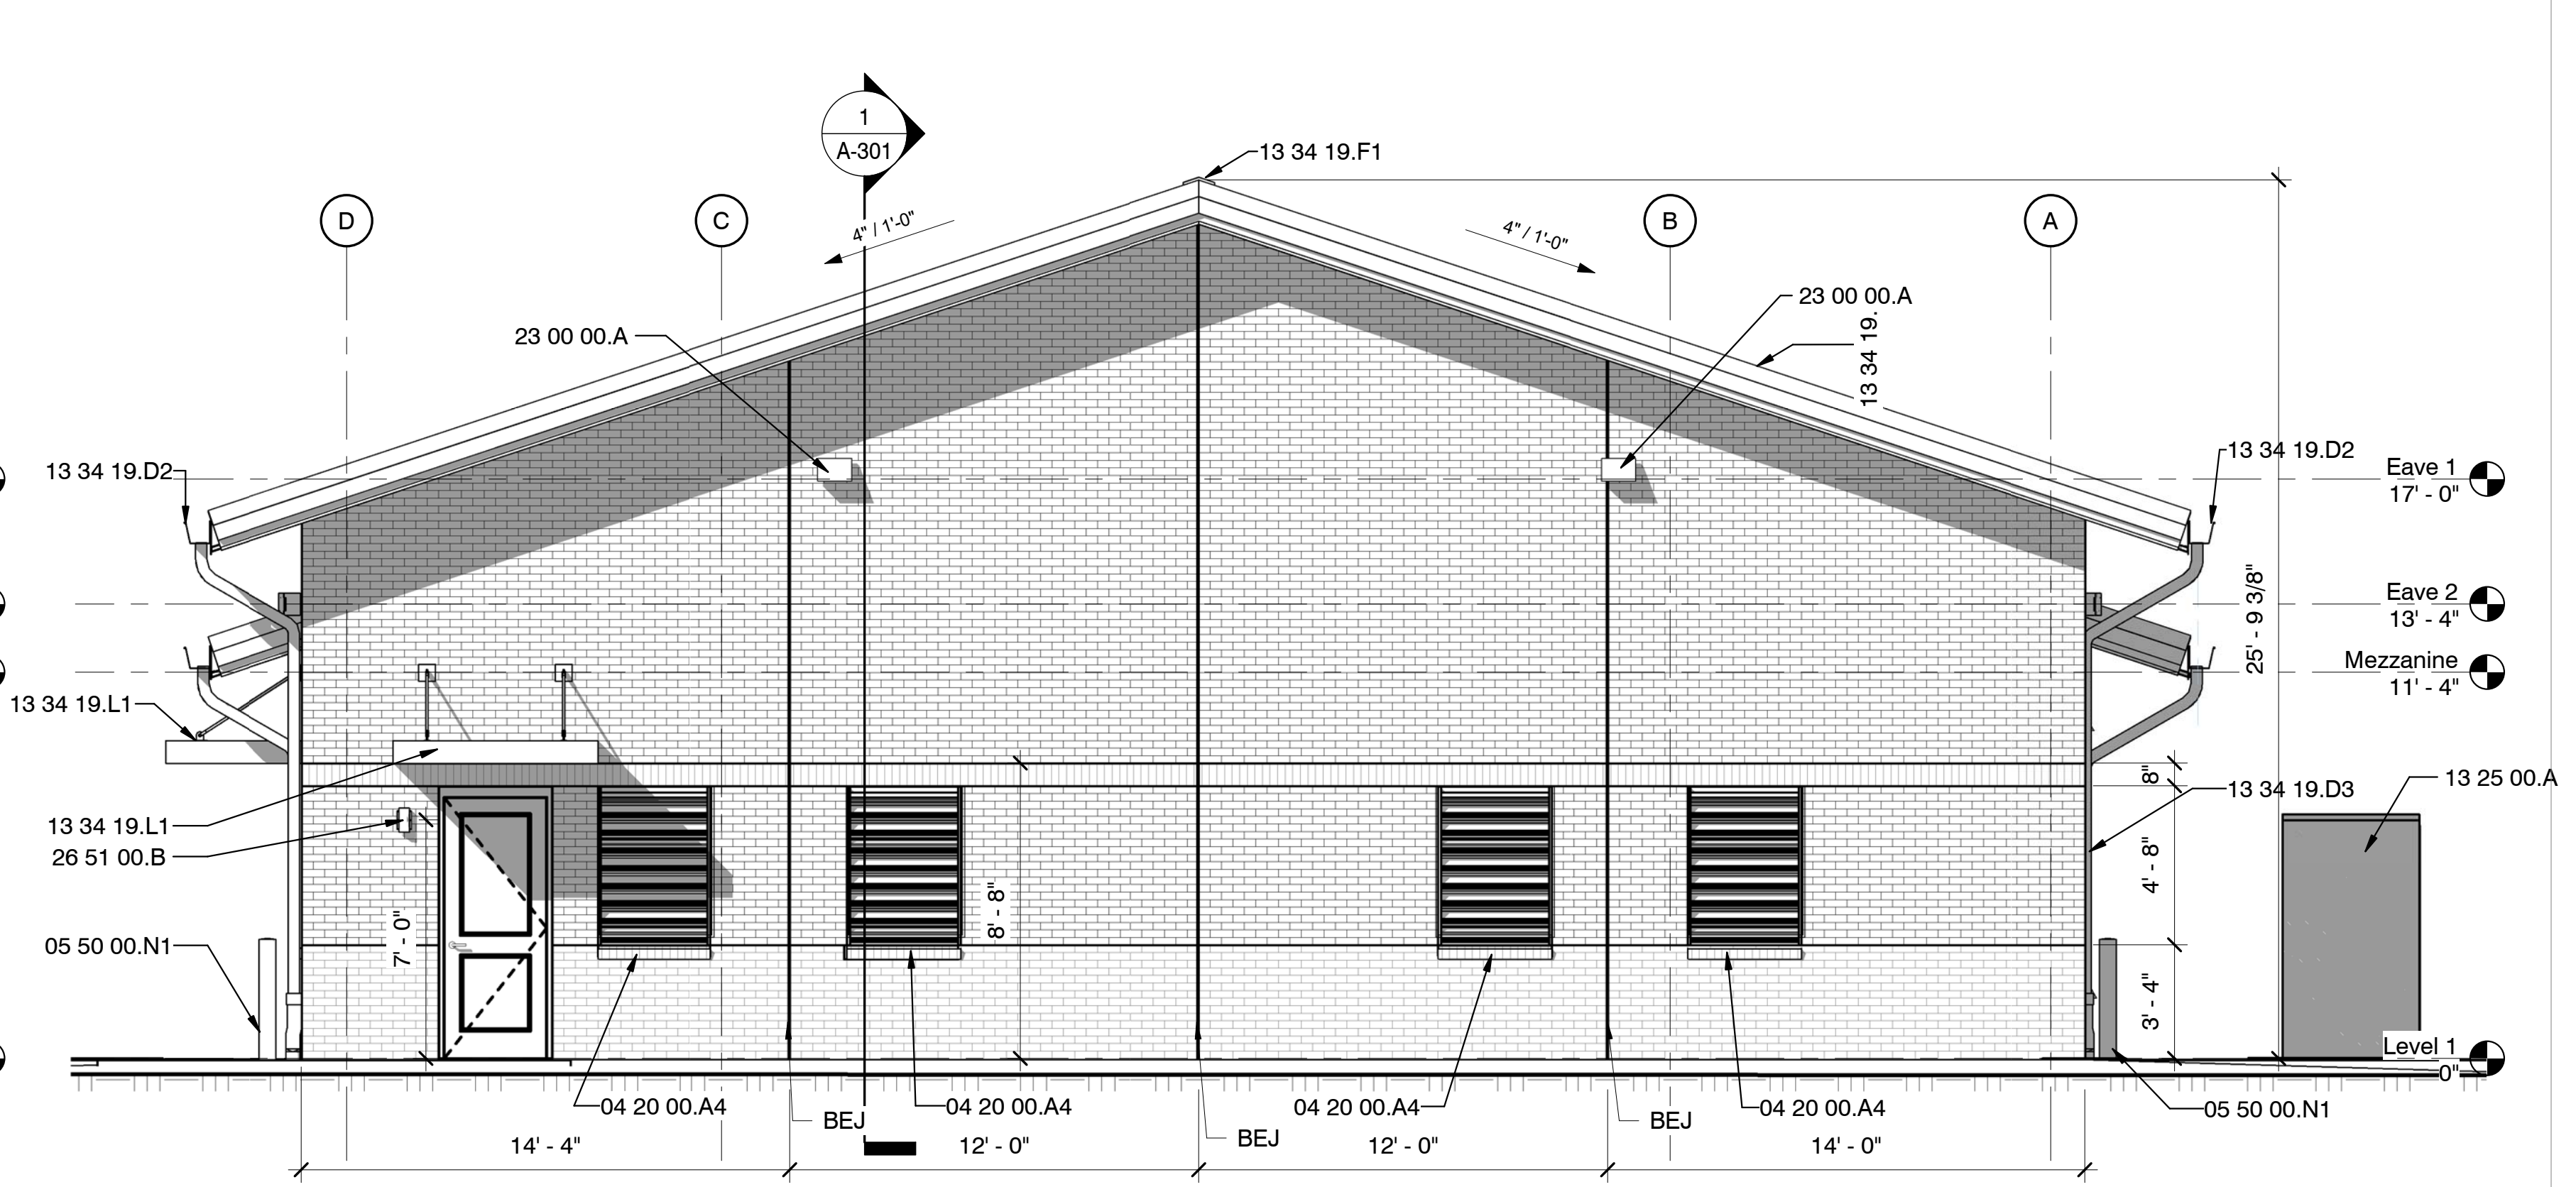 1
A-301
13 34 19.F1
D
C
B
A
4" / 1'-0"
4" / 1'-0"
23 00 00.A
23 00 00.A
13 34 19.
13 34 19.D2
13 34 19.D2
Eave 1
17' - 0"
Eave 2
13' - 4"
25' - 9 3/8"
Mezzanine
11' - 4"
13 34 19.L1
8"
13 25 00.A
13 34 19.D3
13 34 19.L1
26 51 00.B
4' - 8"
8' - 8"
7' - 0"
05 50 00.N1
3' - 4"
Level 1
0"
04 20 00.A4
BEJ
04 20 00.A4
BEJ
04 20 00.A4
BEJ
04 20 00.A4
05 50 00.N1
14' - 4"
12' - 0"
12' - 0"
14' - 0"